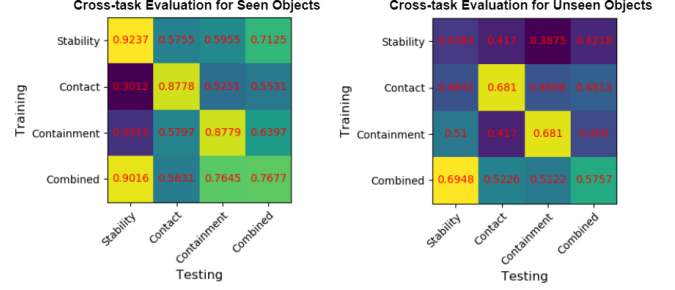 Cross-task Evaluation for Seen Objects
Cross-task Evaluation for Unseen Objects
Stability 0.9237 0.5755 0.5955 0.7125
Contact 0.3012 0.8778 0.5251 0.5531
Containment 0.5797 0.8779 0.6397
Combined 0.9016 0.5631 0.7645 0.7677
Training
Stability Contact Containment Combined
Testing
Stability 0.417 0.3875 0.4218
Contact 0.681
Containment 0.51 0.417 0.681
Combined 0.6948 0.5226 0.5122 0.5757
Training
Stability Contact Containment Combined
Testing